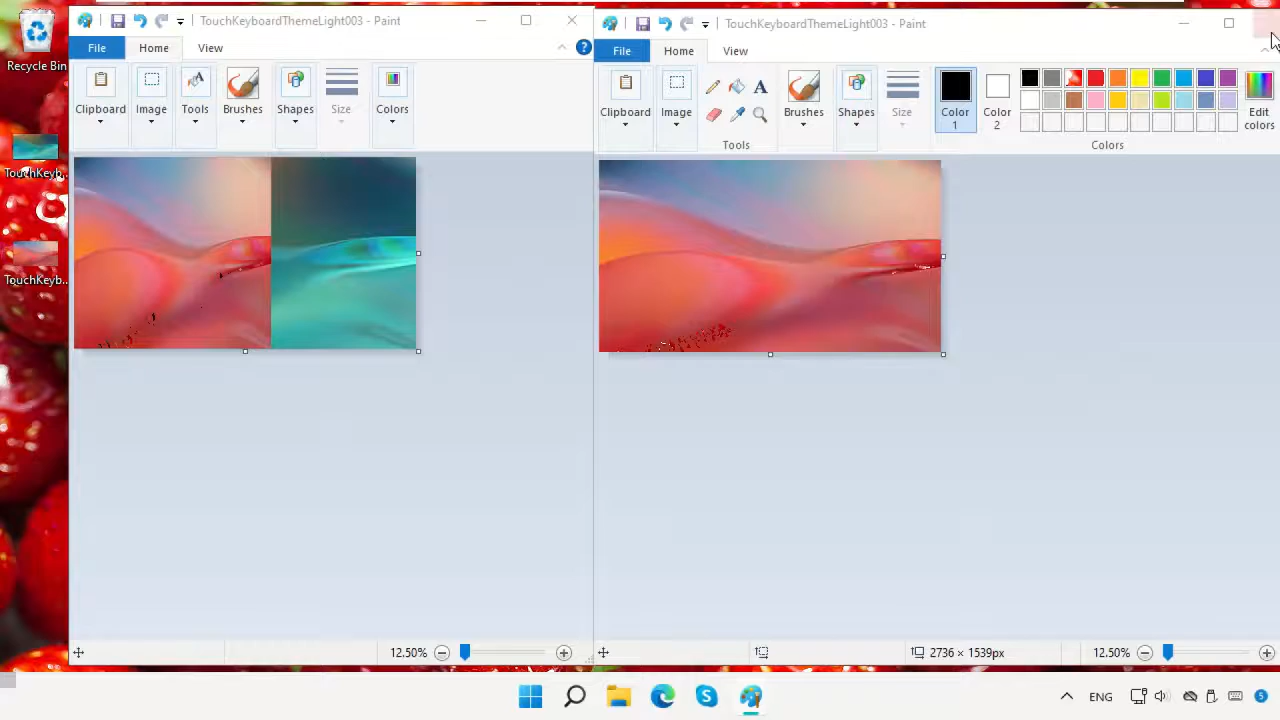 Recycle Bin
TouchKeyb...
TouchKeyb...
TouchKeyboardThemeLight003 - Paint
File
Home
View
Clipboard
Image
Tools
Brushes
Shapes
Size
Colors
12.50%
TouchKeyboardThemeLight003 - Paint
File
Home
View
Clipboard
Image
Tools
Brushes
Shapes
Size
Color
1
Color
2
Edit
colors
Colors
2736 × 1539px
12.50%
ENG
5